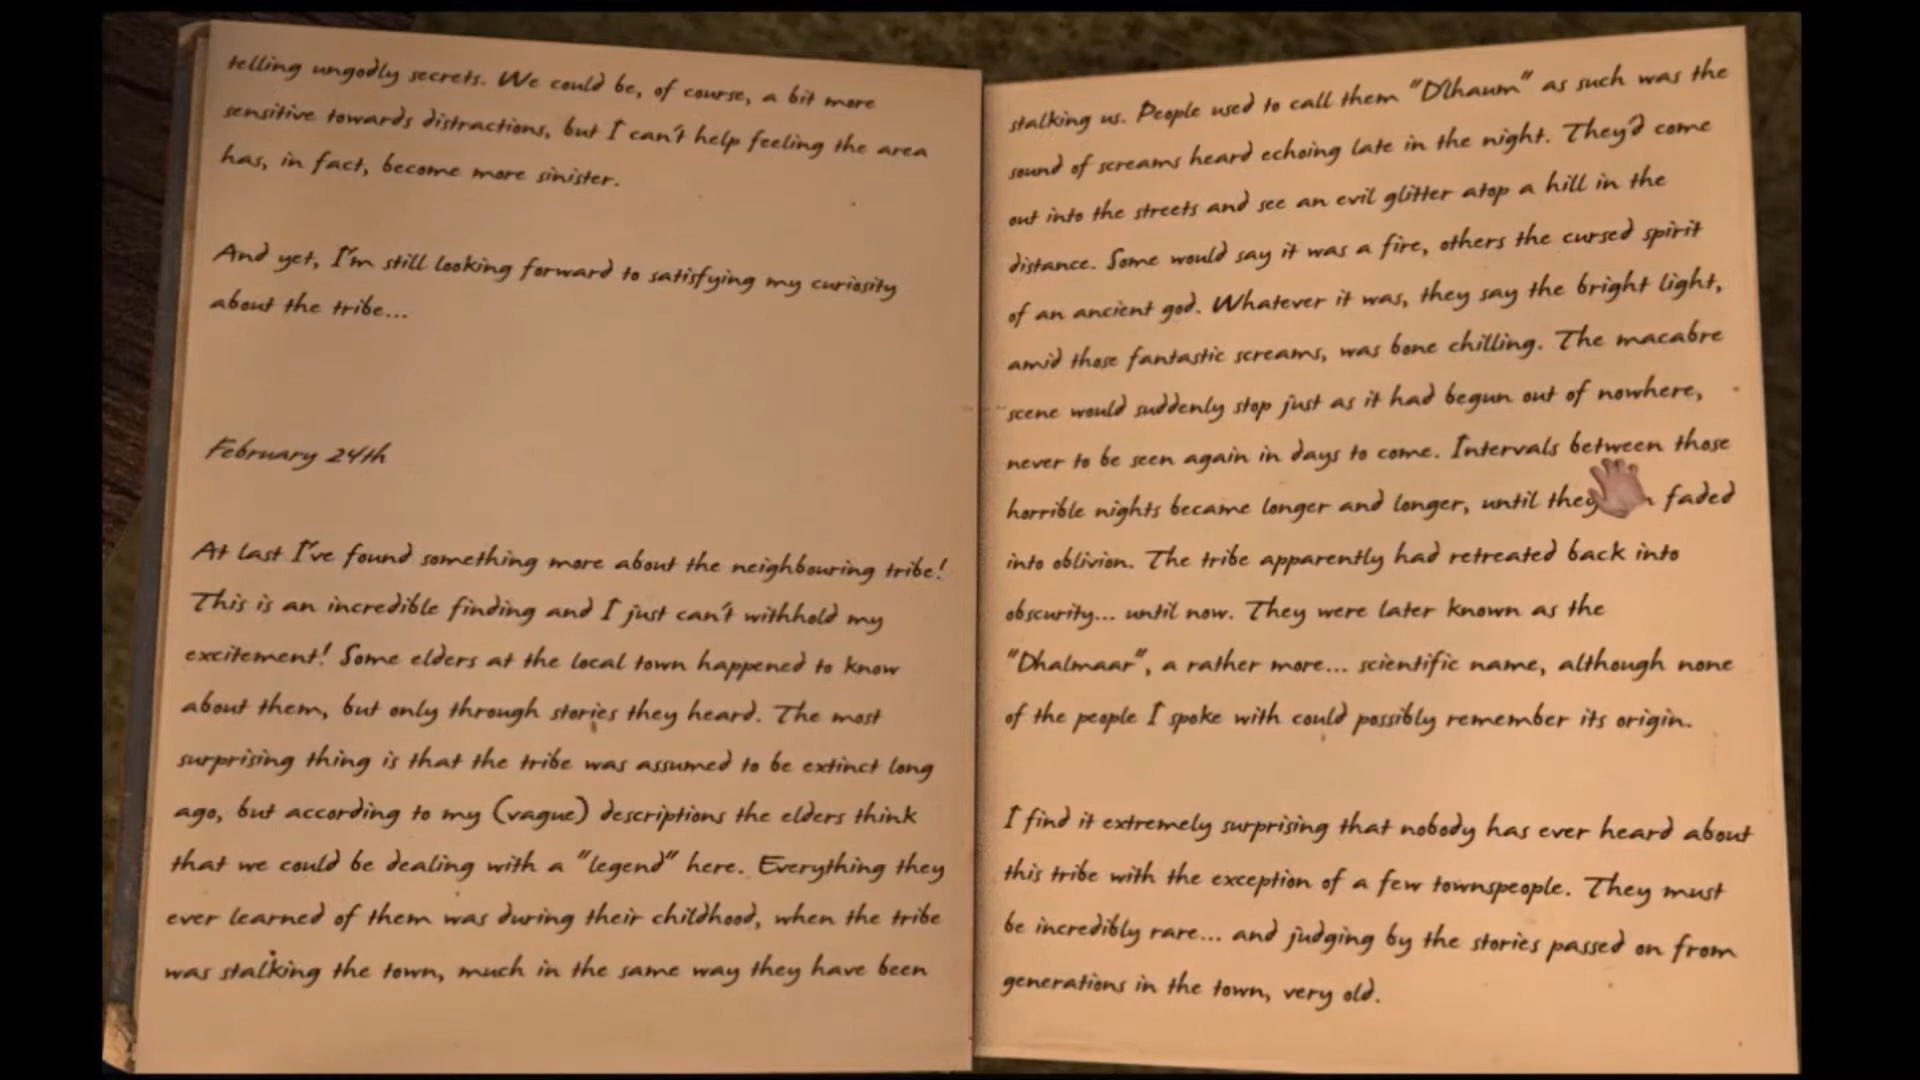 telling ungodly secrets. We could be, of course, a bit more
sensitive towards distractions, but I can't help feeling the area
has, in fact, become more sinister.
And yet, I'm still looking forward to satisfying my curiosity
about the tribe...
February 24th
At last I've found something more about the neighbouring tribe!
This is an incredible finding and I just can't withhold my
excitement! Some elders at the local town happened to know
about them, but only through stories they heard. The most
surprising thing is that the tribe was assumed to be extinct long
ago, but according to my (vague) descriptions the elders think
that we could be dealing with a "legend" here. Everything they
ever learned of them was during their childhood, when the tribe
was stalking the town, much in the same way they have been
stalking us. People used to call them "Dlhaum" as such was the
sound of screams heard echoing late in the night. They'd come
out into the streets and see an evil glitter atop a hill in the
distance. Some would say it was a fire, others the cursed spirit
of an ancient god. Whatever it was, they say the bright light,
amid those fantastic screams, was bone chilling. The macabre
scene would suddenly stop just as it had begun out of nowhere,
never to be seen again in days to come. Intervals between those
horrible nights became longer and longer, until they faded
into oblivion. The tribe apparently had retreated back into
obscurity... until now. They were later known as the
"Dhalmaar", a rather more... scientific name, although none
of the people I spoke with could possibly remember its origin.
I find it extremely surprising that nobody has ever heard about
this tribe with the exception of a few townspeople. They must
be incredibly rare... and judging by the stories passed on from
generations in the town, very old.